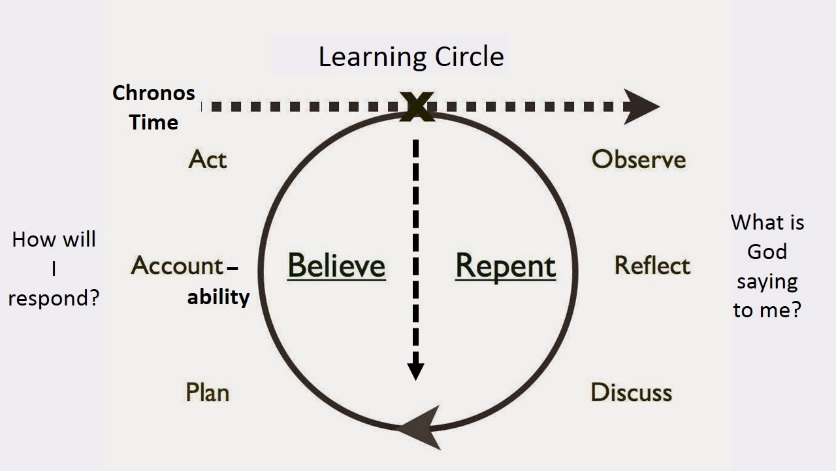 Learning Circle
Chronos
Time
X
Act
Observe
How will
I
respond?
Account-
ability
Believe
Repent
Reflect
What is
God
saying
to me?
Plan
Discuss